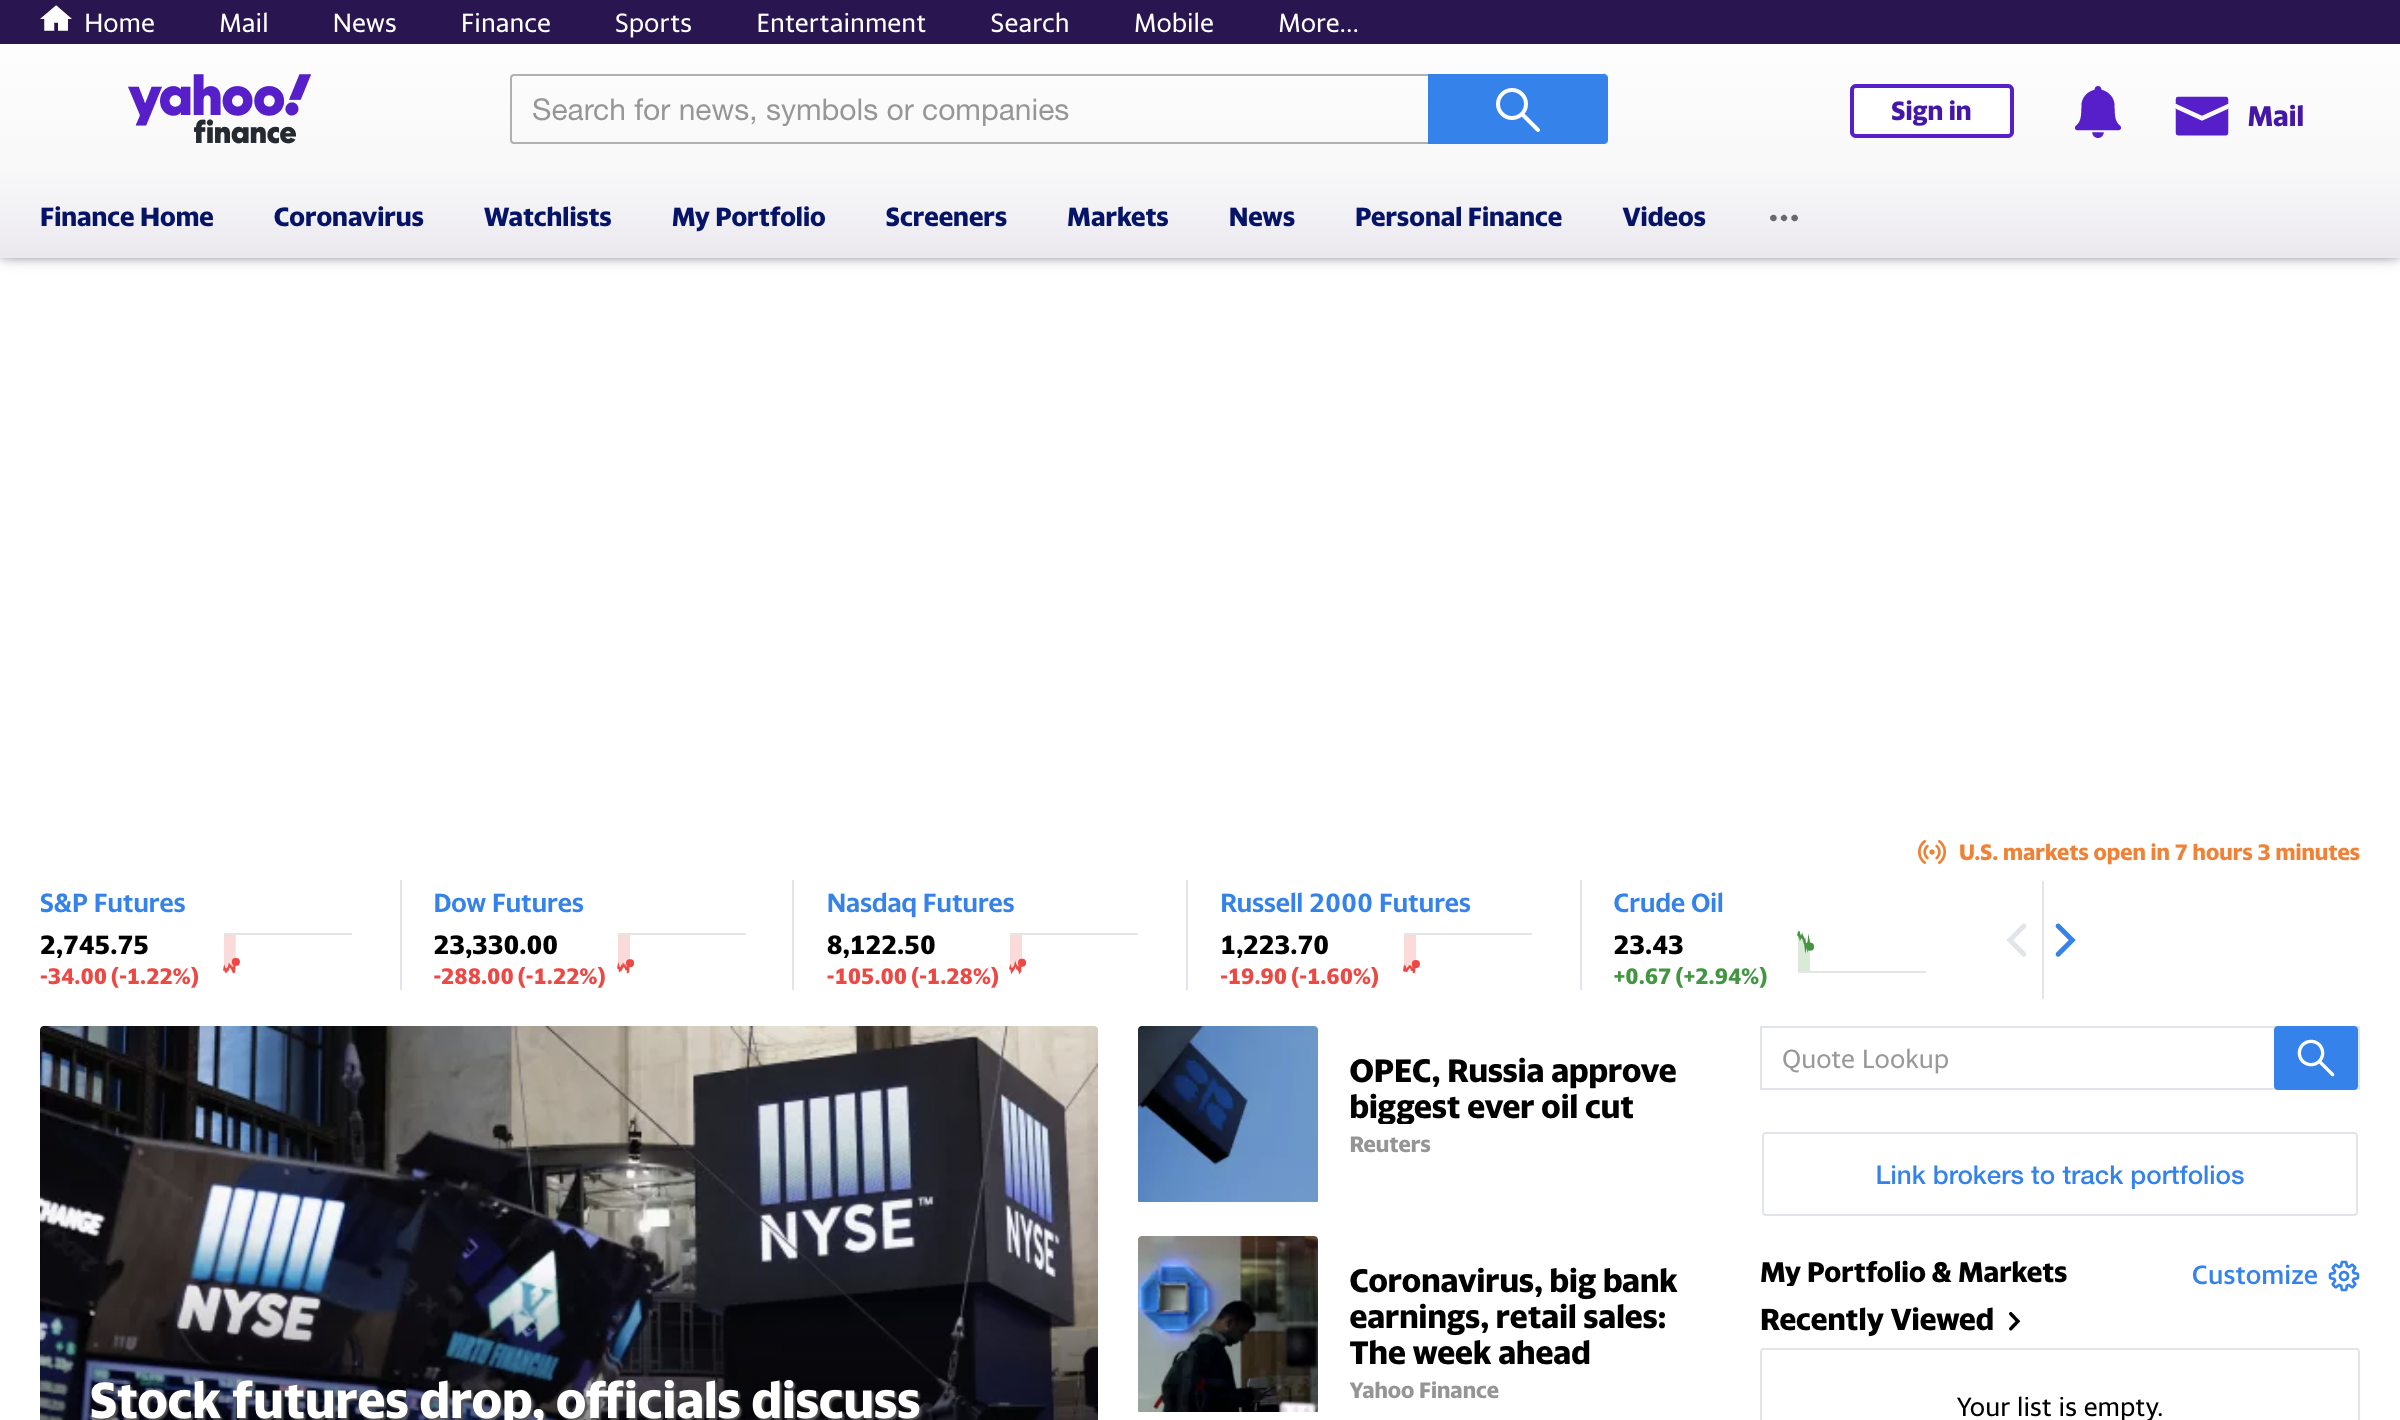 Home Mail News Finance Sports Entertainment Search Mobile More...
yahoo!
finance
Search for news, symbols or companies
Sign in
Mail
Finance Home Coronavirus Watchlists My Portfolio Screeners Markets News Personal Finance Videos
U.S. markets open in 7 hours 3 minutes
S&P Futures
2,745.75
-34.00 (-1.22%)
Dow Futures
23,330.00
-288.00 (-1.22%)
Nasdaq Futures
8,122.50
-105.00 (-1.28%)
Russell 2000 Futures
1,223.70
-19.90 (-1.60%)
Crude Oil
23.43
+0.67 (+2.94%)
NYSE™
NYSE
HANGE
NYSE
VIRTU FINANCIAL
Stock futures drop, officials discuss
OPEC, Russia approve
biggest ever oil cut
Reuters
Coronavirus, big bank
earnings, retail sales:
The week ahead
Yahoo Finance
Quote Lookup
Link brokers to track portfolios
My Portfolio & Markets
Customize
Recently Viewed
Your list is empty.